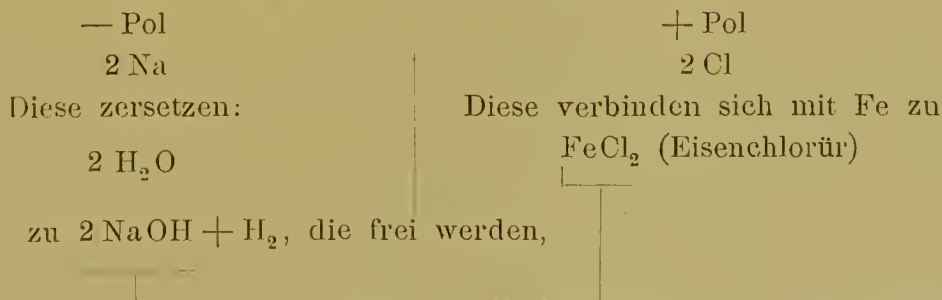 — Pol
2 Na
Diese zersetzen:
2 H₂O
zu 2 NaOH + H₂, die frei werden,
+ Pol
2 Cl
Diese verbinden sich mit Fe zu
FeCl₂ (Eisenchlorür)